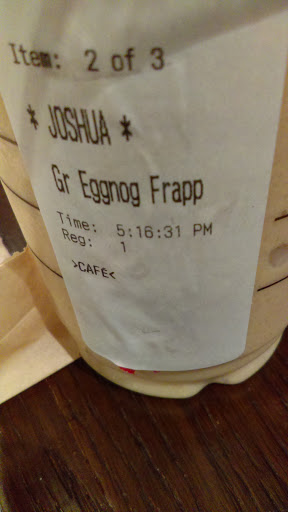 Item: 2 of 3
* JOSHUA *
Gr Eggnog Frapp
Time: 5:16:31 PM
Reg: 1
>CAFE<